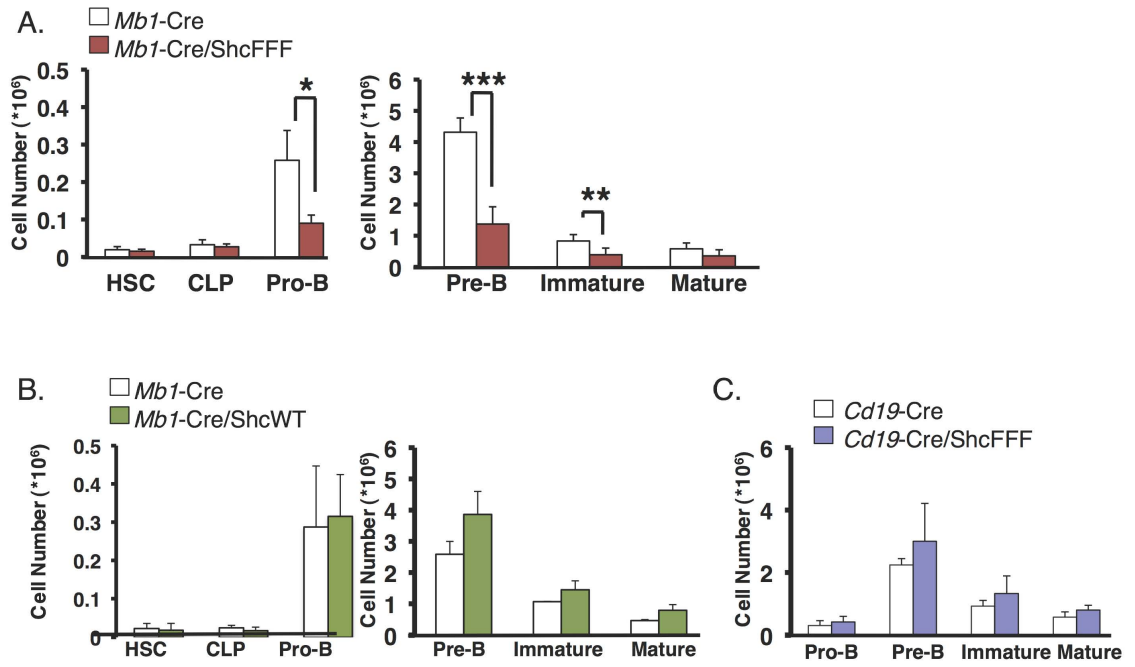 A.
Mb1-Cre
Mb1-Cre/ShcFFF
Cell Number (*10⁶)
0.5
0.4
0.3
0.2
0.1
0
*
HSC CLP Pro-B
Cell Number (*10⁶)
6
5
4
3
2
1
0
***
**
Pre-B Immature Mature
B.
Mb1-Cre
Mb1-Cre/ShcWT
Cell Number (*10⁶)
0.5
0.4
0.3
0.2
0.1
0
HSC CLP Pro-B
Cell Number (*10⁶)
6
5
4
3
2
1
0
Pre-B Immature Mature
C.
Cd19-Cre
Cd19-Cre/ShcFFF
Cell Number (*10⁶)
6
4
2
0
Pro-B Pre-B Immature Mature